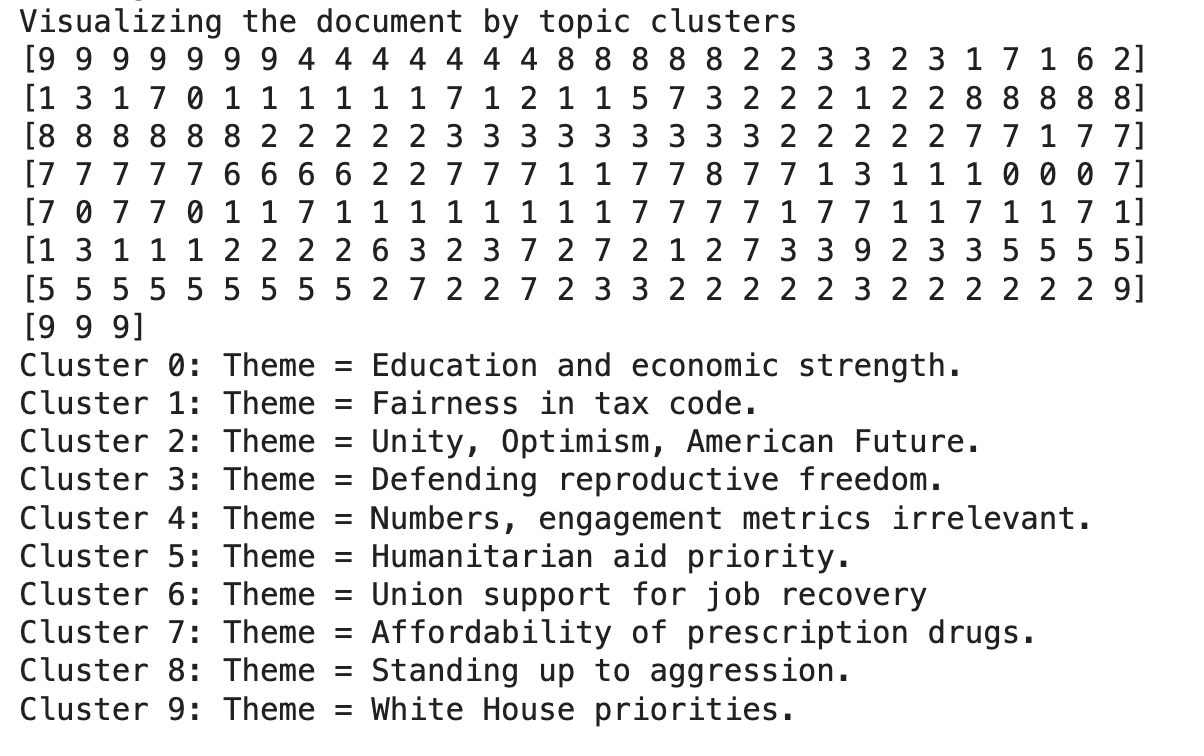 Visualizing the document by topic clusters
[9 9 9 9 9 9 9 4 4 4 4 4 4 4 8 8 8 8 8 2 2 3 3 2 3 1 7 1 6 2]
[1 3 1 7 0 1 1 1 1 1 1 7 1 2 1 1 5 7 3 2 2 2 1 2 2 8 8 8 8 8]
[8 8 8 8 8 8 2 2 2 2 2 3 3 3 3 3 3 3 3 3 2 2 2 2 2 7 7 1 7 7]
[7 7 7 7 7 6 6 6 6 2 2 7 7 7 1 1 7 7 8 7 7 1 3 1 1 1 0 0 0 7]
[7 0 7 7 0 1 1 7 1 1 1 1 1 1 1 1 7 7 7 7 1 7 7 1 1 7 1 1 7 1]
[1 3 1 1 1 2 2 2 2 6 3 2 3 7 2 7 2 1 2 7 3 3 9 2 3 3 5 5 5 5]
[5 5 5 5 5 5 5 5 5 2 7 2 2 7 2 3 3 2 2 2 2 2 3 2 2 2 2 2 2 9]
[9 9 9]
Cluster 0: Theme = Education and economic strength.
Cluster 1: Theme = Fairness in tax code.
Cluster 2: Theme = Unity, Optimism, American Future.
Cluster 3: Theme = Defending reproductive freedom.
Cluster 4: Theme = Numbers, engagement metrics irrelevant.
Cluster 5: Theme = Humanitarian aid priority.
Cluster 6: Theme = Union support for job recovery
Cluster 7: Theme = Affordability of prescription drugs.
Cluster 8: Theme = Standing up to aggression.
Cluster 9: Theme = White House priorities.